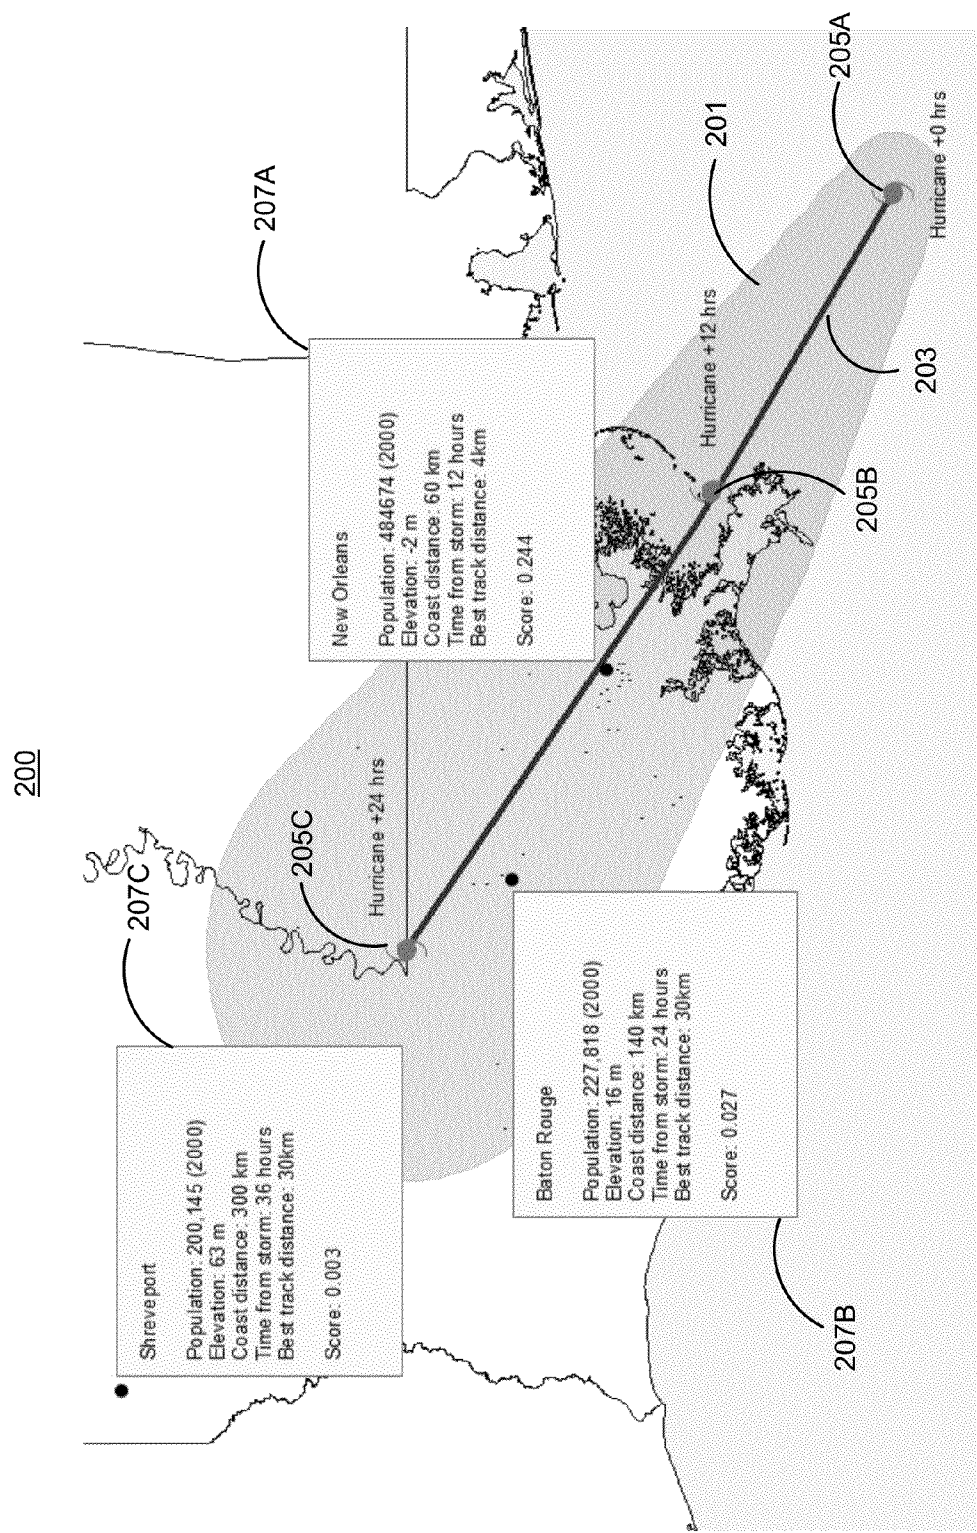 200
Shreveport
Population: 200,145 (2000)
Elevation: 63 m
Coast distance: 300 km
Time from storm: 36 hours
Best track distance: 30km
Score: 0.003
207C
205C
Hurricane +24 hrs
207A
New Orleans
Population: 484674 (2000)
Elevation: -2 m
Coast distance: 60 km
Time from storm: 12 hours
Best track distance: 4km
Score: 0.244
Baton Rouge
Population: 227,818 (2000)
Elevation: 16 m
Coast distance: 140 km
Time from storm: 24 hours
Best track distance: 30km
Score: 0.027
207B
Hurricane +12 hrs
205B
201
203
205A
Hurricane +0 hrs